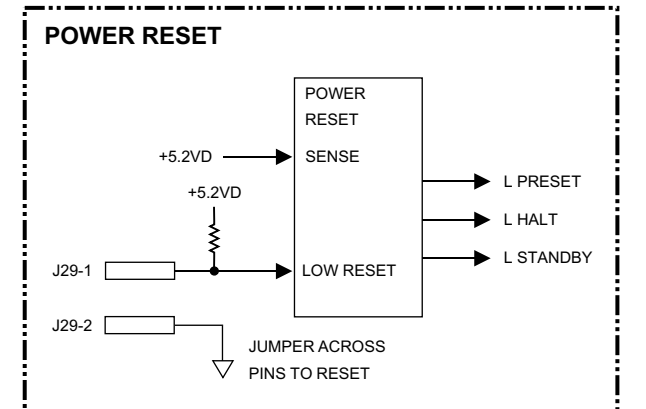 POWER RESET
POWER
RESET
+5.2VD
SENSE
+5.2VD
L PRESET
L HALT
L STANDBY
J29-1
LOW RESET
J29-2
JUMPER ACROSS
PINS TO RESET